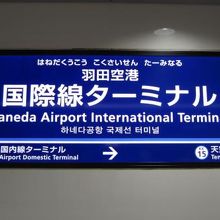 はねだくうこう こくさいせん たーみなる
羽田空港
国際線ターミナル
aneda Airport International Termin
하네다공항 국제선 터미널
国内線ターミナル
Airport Domestic Terminal
15
天